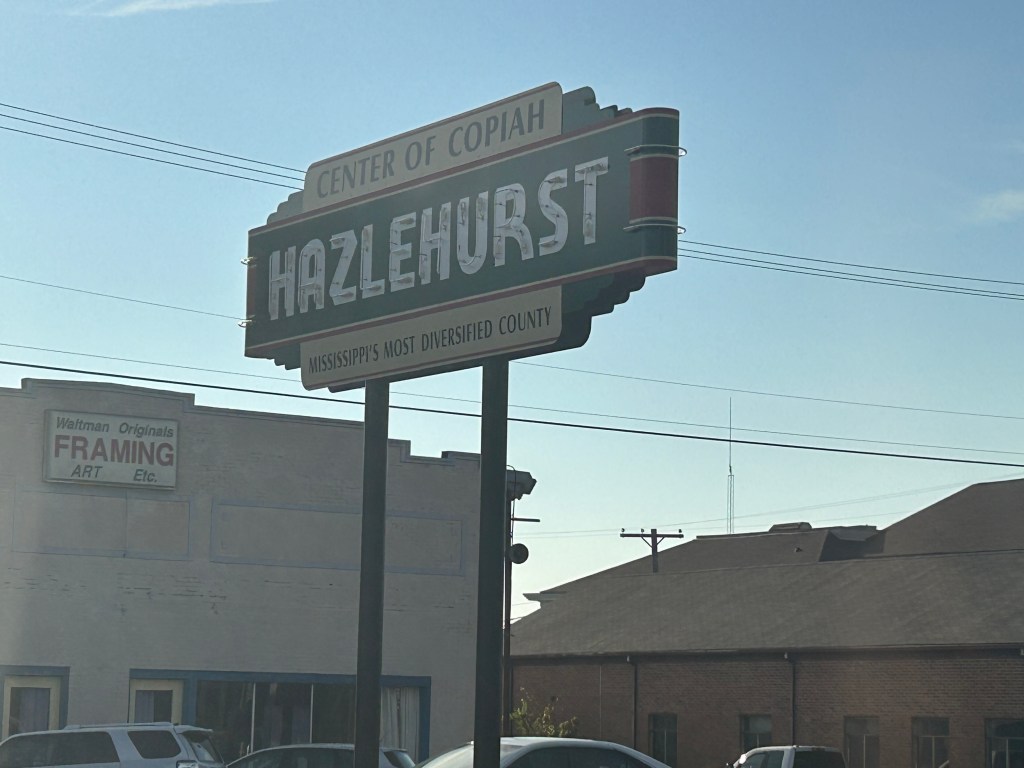 CENTER OF COPIAH
HAZLEHURST
MISSISSIPPI'S MOST DIVERSIFIED COUNTY
Waltman Originals
FRAMING
ART Etc.